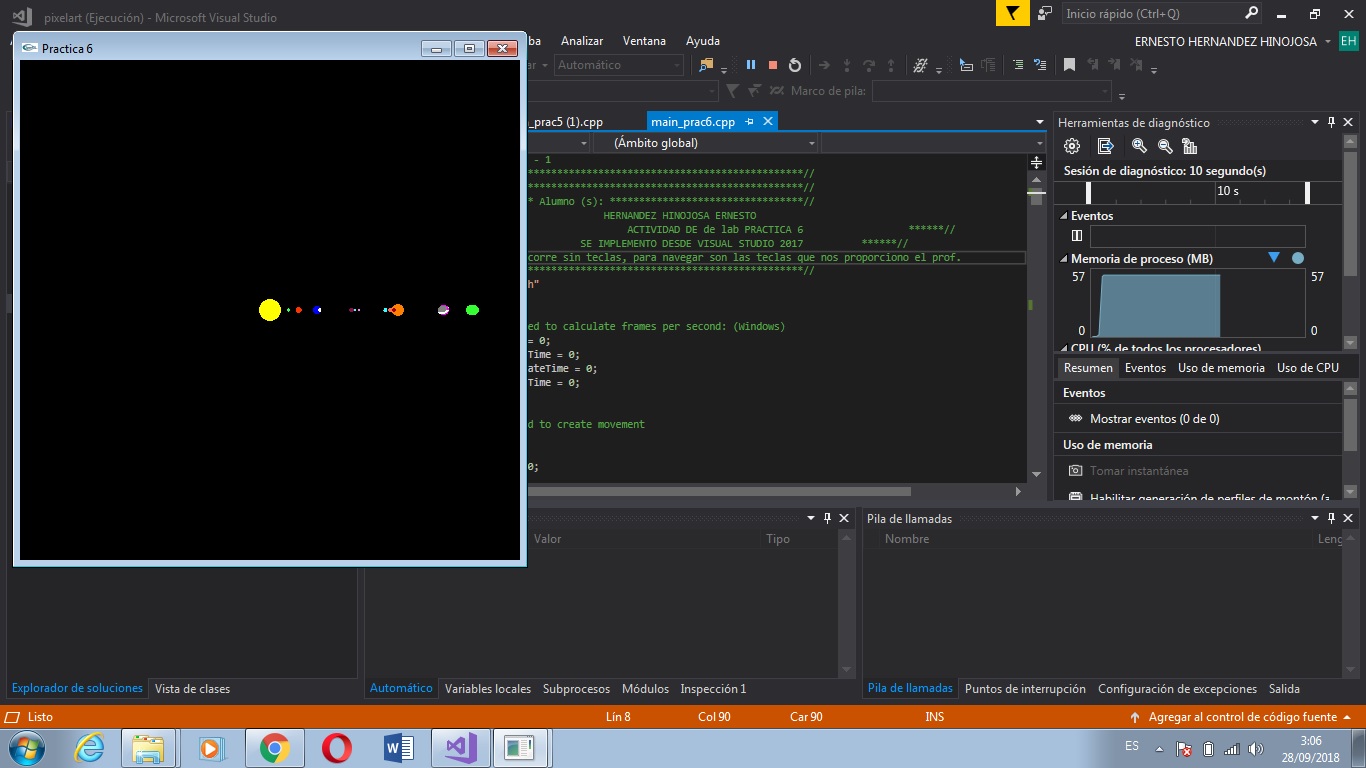 pixelart (Ejecución) - Microsoft Visual Studio
Inicio rápido (Ctrl+Q)
Practica 6
Analizar Ventana Ayuda
ERNESTO HERNANDEZ HINOJOSA EH
Automático
Marco de pila:
_prac5 (1).cpp main_prac6.cpp
(Ámbito global)
- 1
***********************************************//
***********************************************//
* Alumno (s): *********************************//
HERNANDEZ HINOJOSA ERNESTO
ACTIVIDAD DE de lab PRACTICA 6 ******//
SE IMPLEMENTO DESDE VISUAL STUDIO 2017 ******//
corre sin teclas, para navegar son las teclas que nos proporciono el prof.
***********************************************//
h"
ed to calculate frames per second: (Windows)
= 0;
Time = 0;
ateTime = 0;
Time = 0;
d to create movement
0;
Herramientas de diagnóstico
Sesión de diagnóstico: 10 segundo(s)
10 s
Eventos
Memoria de proceso (MB)
57 57
0 0
CPU (% de todos los procesadores)
Resumen Eventos Uso de memoria Uso de CPU
Eventos
Mostrar eventos (0 de 0)
Uso de memoria
Tomar instantánea
Habilitar generación de perfiles de montón (a
Valor Tipo
Pila de llamadas
Nombre Leng
Explorador de soluciones Vista de clases
Automático Variables locales Subprocesos Módulos Inspección 1
Pila de llamadas Puntos de interrupción Configuración de excepciones Salida
Listo Lín 8 Col 90 Car 90 INS Agregar al control de código fuente
ES
3:06
28/09/2018